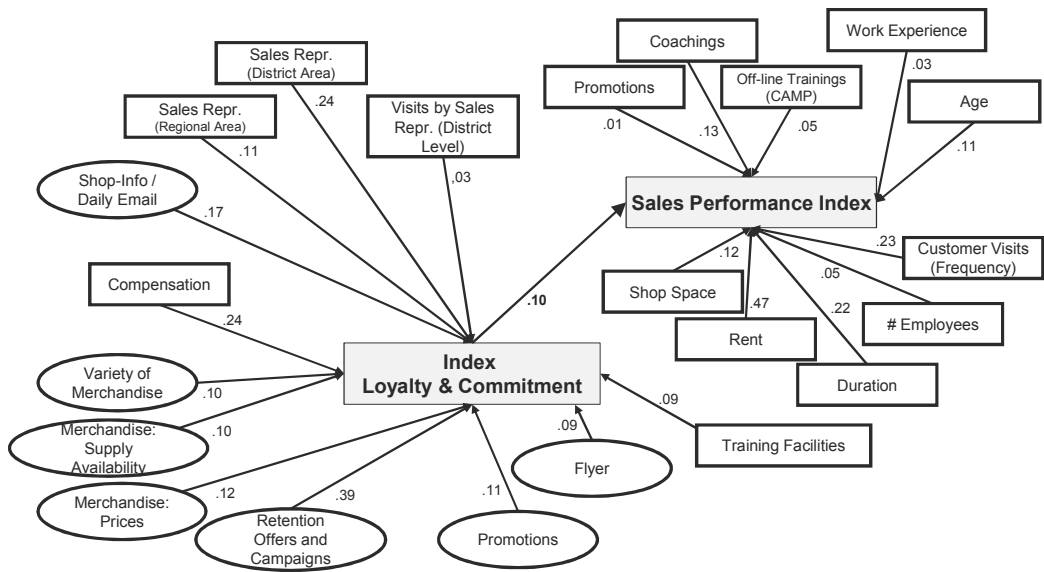 Work Experience
Coachings
Sales Repr.
(District Area)
.24
.03
Off-line Trainings
(CAMP)
Promotions
Age
Sales Repr.
(Regional Area)
Visits by Sales
Repr. (District
Level)
.01
.13
.05
.11
.11
Shop-Info /
Daily Email
,03
.17
Sales Performance Index
.23
Customer Visits
(Frequency)
.12
.05
Compensation
Shop Space
.10
.47
.22
# Employees
.24
Rent
Index
Loyalty & Commitment
Variety of
Merchandise
.10
Duration
.09
Merchandise:
Supply
Availability
.10
.09
Training Facilities
Flyer
Merchandise:
Prices
.12
.39
.11
Retention
Offers and
Campaigns
Promotions